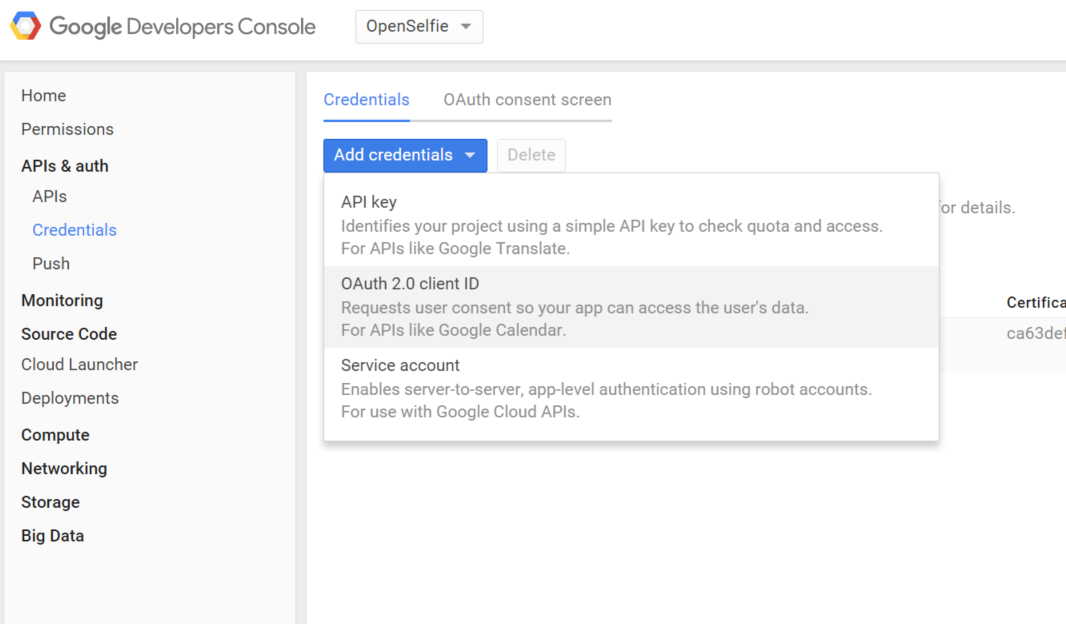 Google Developers Console
OpenSelfie
Home
Permissions
APIs & auth
APIs
Credentials
Push
Monitoring
Source Code
Cloud Launcher
Deployments
Compute
Networking
Storage
Big Data
Credentials
OAuth consent screen
Add credentials
Delete
API key
Identifies your project using a simple API key to check quota and access.
For APIs like Google Translate.
OAuth 2.0 client ID
Requests user consent so your app can access the user's data.
For APIs like Google Calendar.
Service account
Enables server-to-server, app-level authentication using robot accounts.
For use with Google Cloud APIs.
for details.